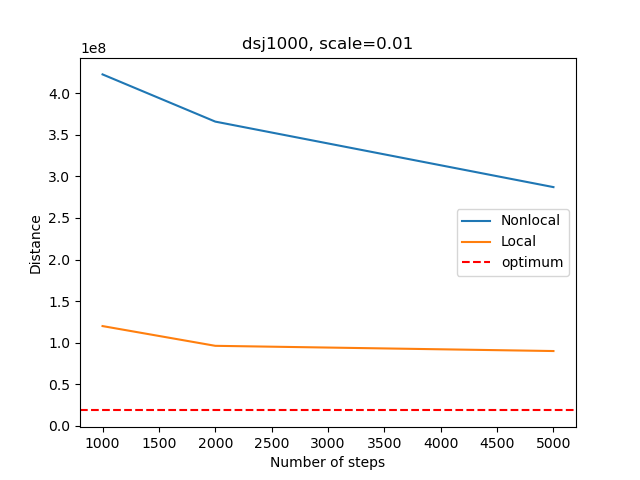 dsj1000, scale=0.01
1e8
4.0
3.5
3.0
2.5
2.0
1.5
1.0
0.5
0.0
Distance
Nonlocal
Local
optimum
1000 1500 2000 2500 3000 3500 4000 4500 5000
Number of steps